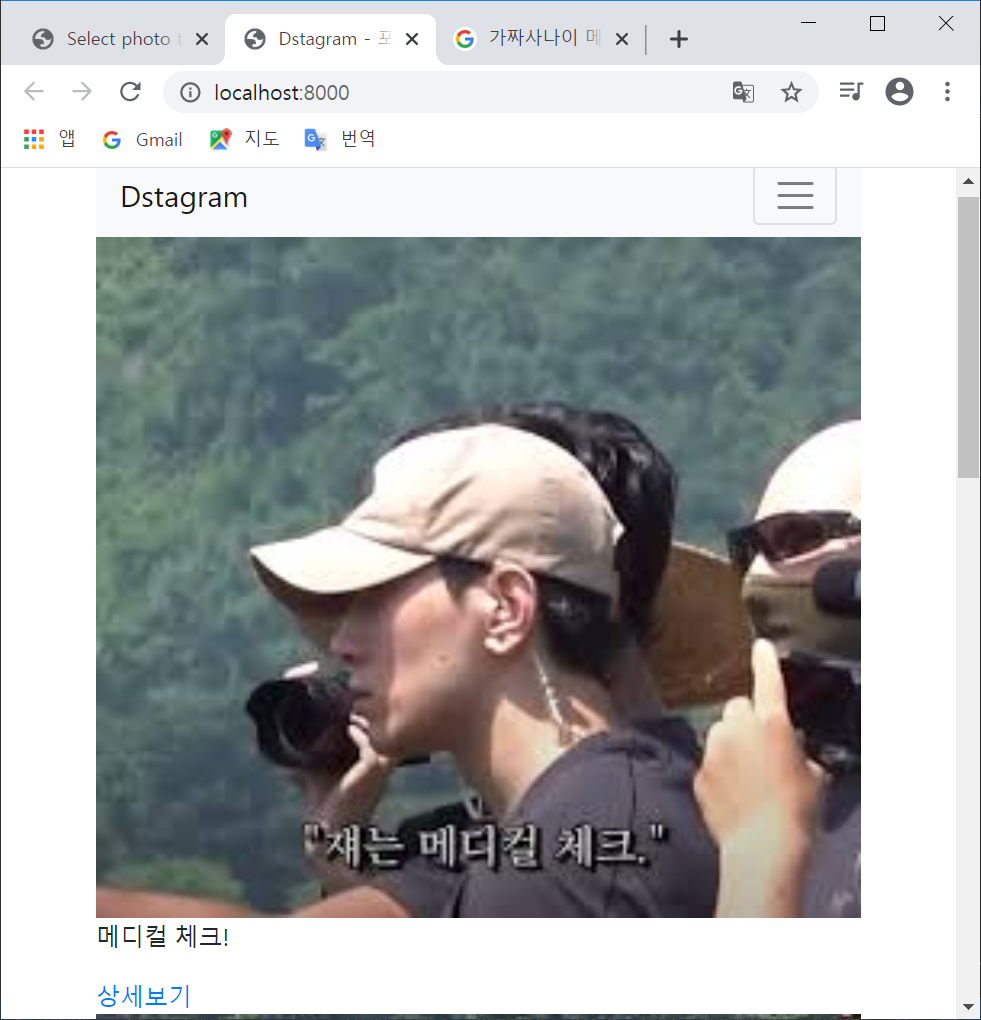 Select photo t
Dstagram - 포
가짜사나이 메
localhost:8000
앱 Gmail 지도 번역
Dstagram
"쟤는 메디컬 체크."
메디컬 체크!
상세보기